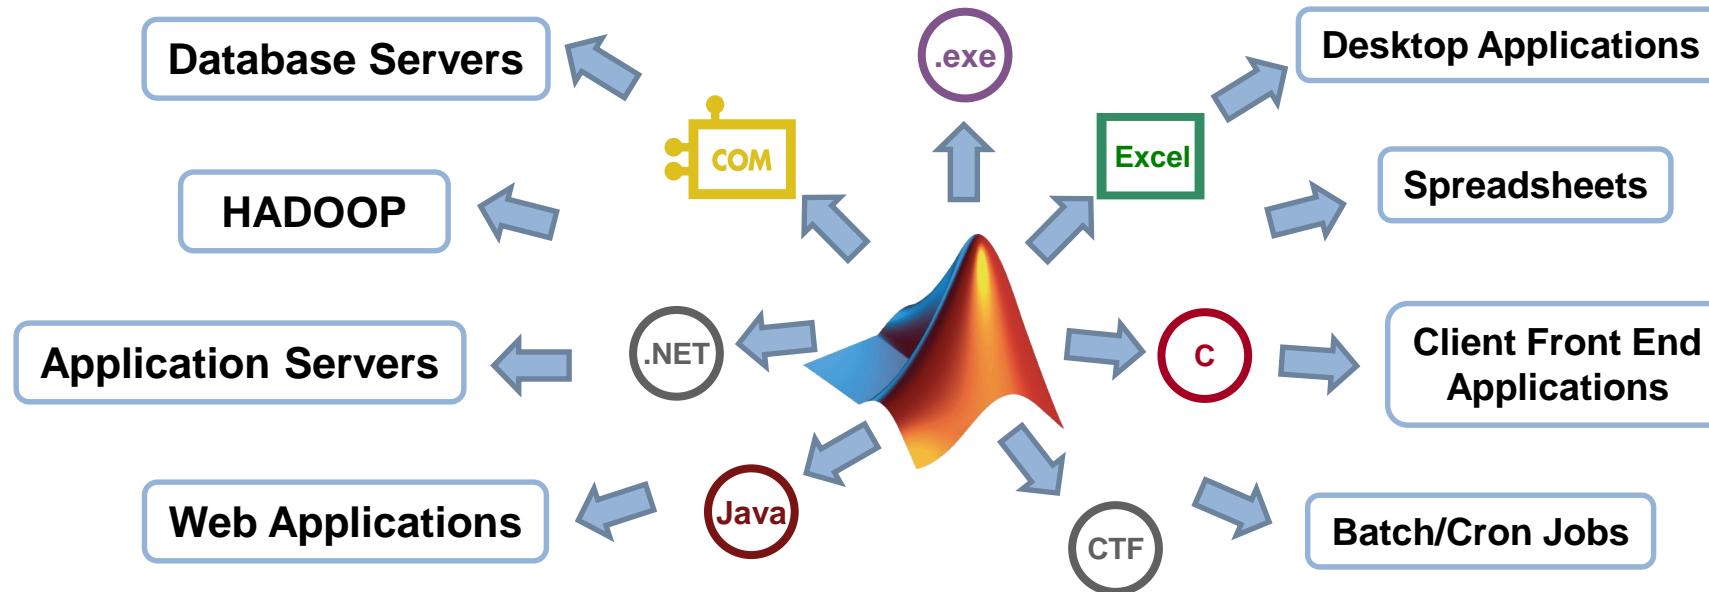 Database Servers
.exe
Desktop Applications
COM
Excel
HADOOP
Spreadsheets
Application Servers
.NET
C
Client Front End
Applications
Web Applications
Java
CTF
Batch/Cron Jobs